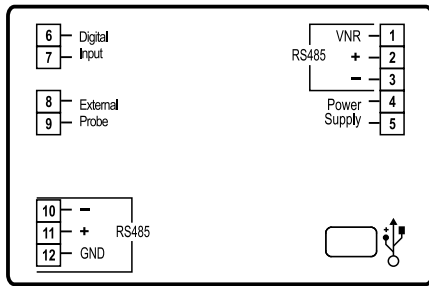 6 Digital
7 Input
8 External
9 Probe
10 −
11 +
12 GND
RS485
VNR 1
RS485 + 2
− 3
Power 4
Supply 5